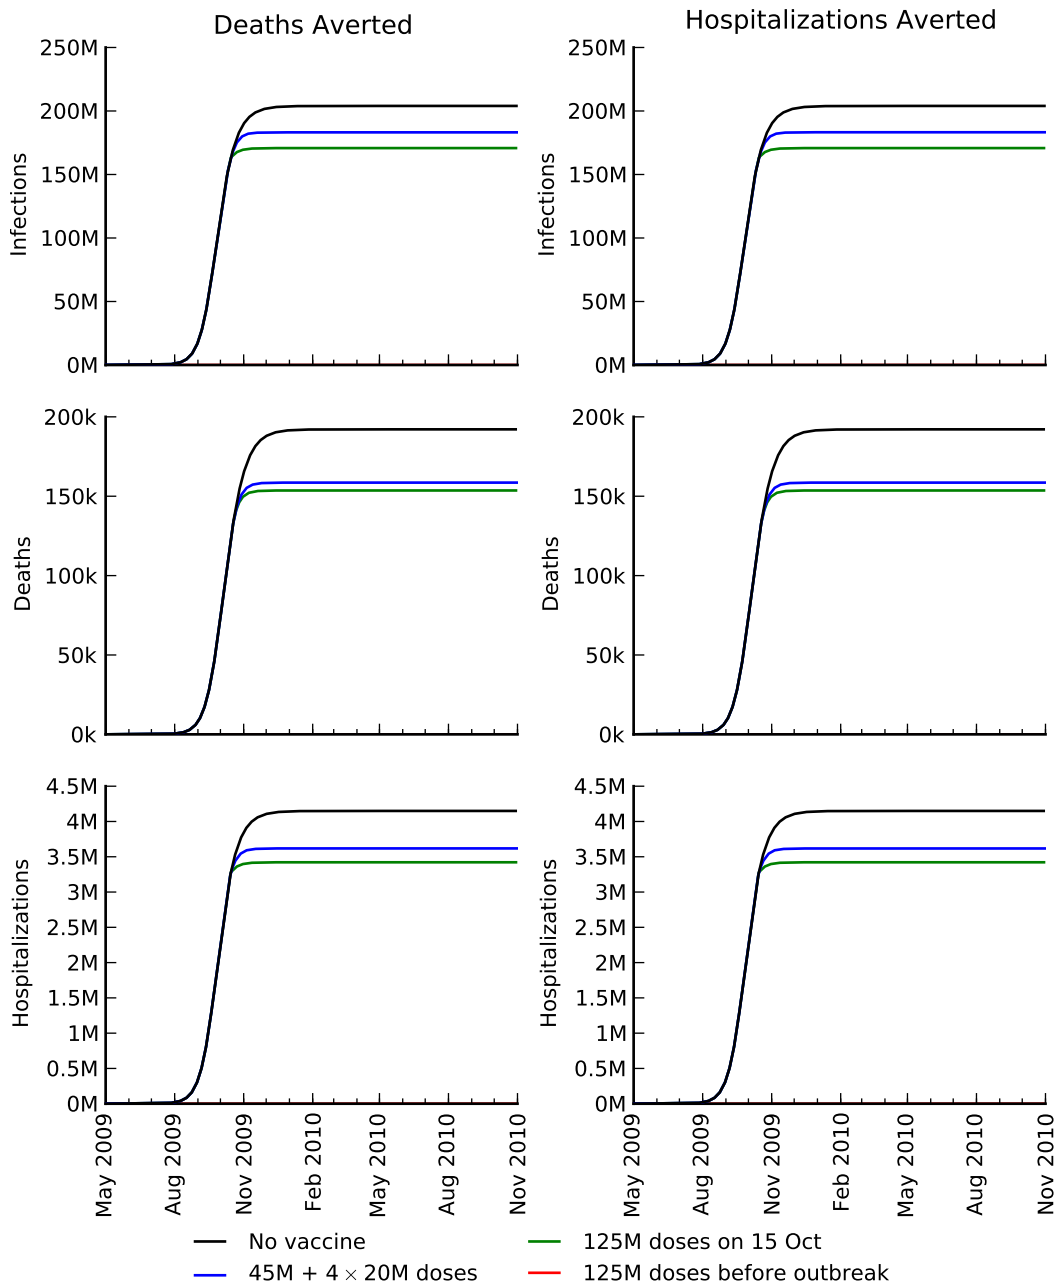 Deaths Averted
Hospitalizations Averted
250M
200M
150M
100M
50M
0M
Infections
250M
200M
150M
100M
50M
0M
Infections
200k
150k
100k
50k
0k
Deaths
200k
150k
100k
50k
0k
Deaths
4.5M
4M
3.5M
3M
2.5M
2M
1.5M
1M
0.5M
0M
Hospitalizations
May 2009
Aug 2009
Nov 2009
Feb 2010
May 2010
Aug 2010
Nov 2010
4.5M
4M
3.5M
3M
2.5M
2M
1.5M
1M
0.5M
0M
Hospitalizations
May 2009
Aug 2009
Nov 2009
Feb 2010
May 2010
Aug 2010
Nov 2010
No vaccine
45M + 4 × 20M doses
125M doses on 15 Oct
125M doses before outbreak